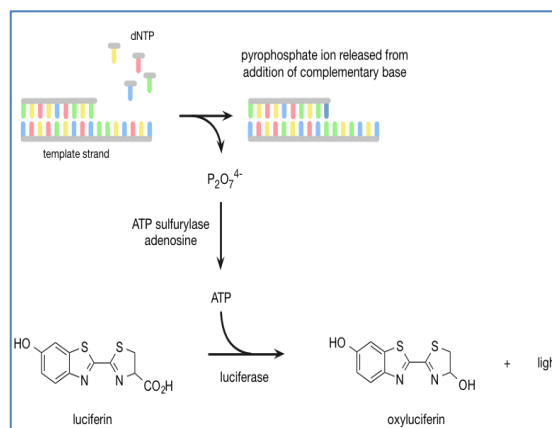 dNTP
pyrophosphate ion released from
addition of complementary base
template strand
P₂O₇⁴⁻
ATP sulfurylase
adenosine
ATP
HO
S
S
N
N
CO₂H
luciferase
HO
S
S
N
N
OH
+
ligh
luciferin
oxyluciferin